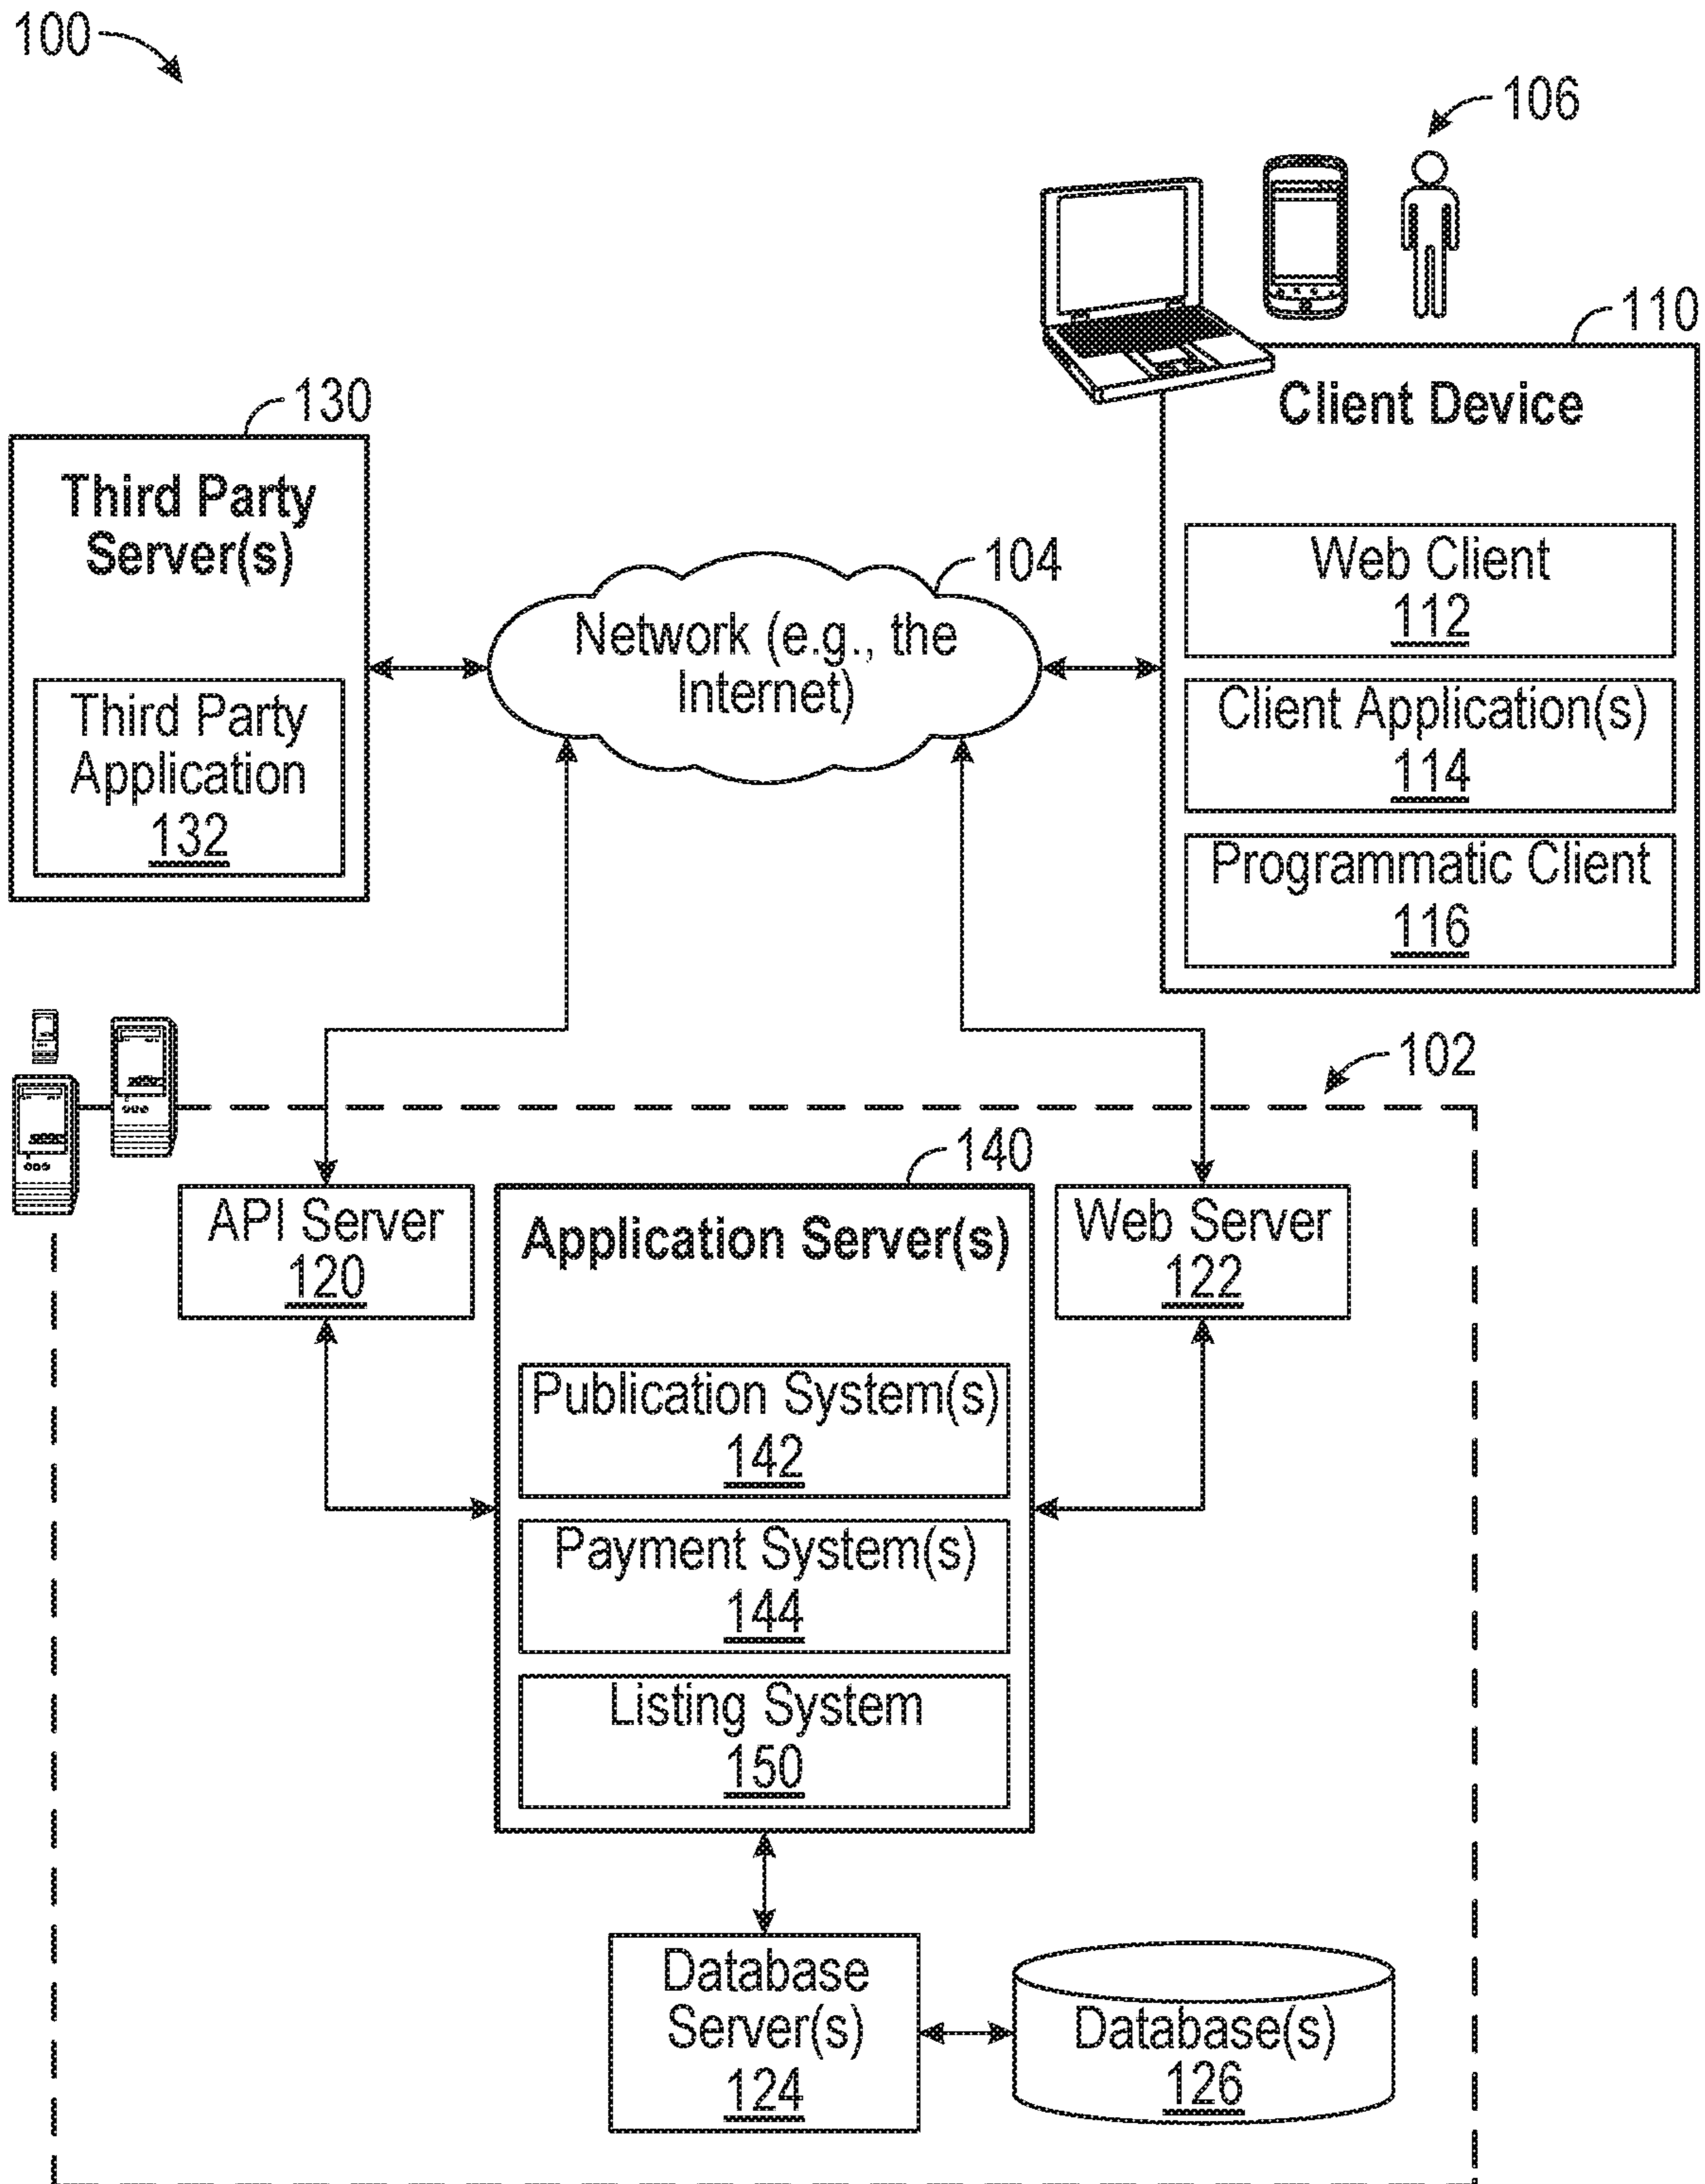 100
106
110
Client Device
130
Third Party
Server(s)
104
Web Client
112
Network (e.g., the
Internet)
Client Application(s)
114
Third Party
Application
132
Programmatic Client
116
102
140
API Server
120
Application Server(s)
Web Server
122
Publication System(s)
142
Payment System(s)
144
Listing System
150
Database
Server(s)
124
Database(s)
126